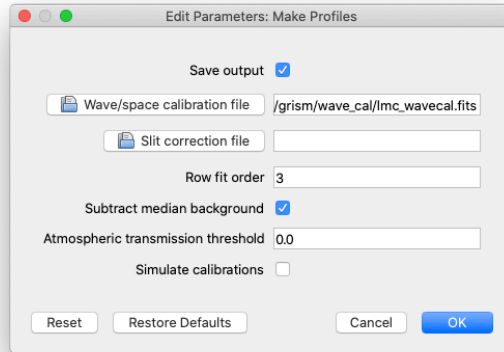 Edit Parameters: Make Profiles
Save output
Wave/space calibration file /grism/wave_cal/lmc_wavecal.fits
Slit correction file
Row fit order 3
Subtract median background
Atmospheric transmission threshold 0.0
Simulate calibrations
Reset Restore Defaults Cancel OK